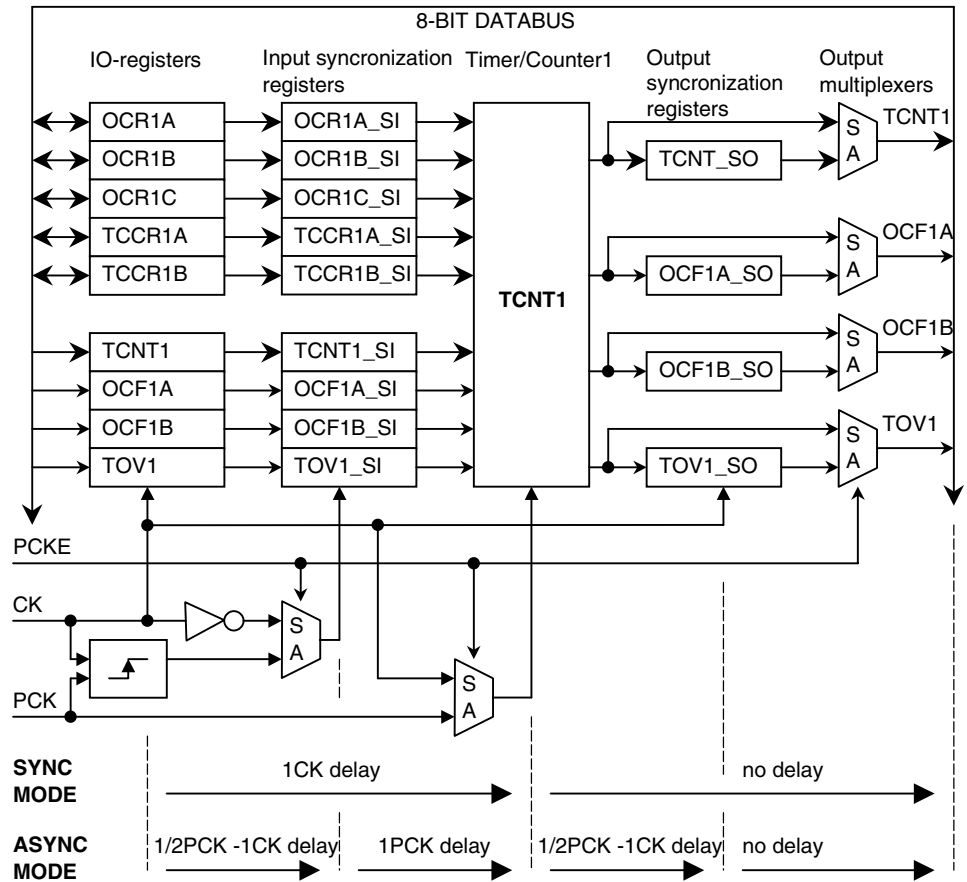 8-BIT DATABUS
IO-registers
Input syncronization
registers
Timer/Counter1
Output
syncronization
registers
Output
multiplexers
OCR1A
OCR1B
OCR1C
TCCR1A
TCCR1B
TCNT1
OCF1A
OCF1B
TOV1
OCR1A_SI
OCR1B_SI
OCR1C_SI
TCCR1A_SI
TCCR1B_SI
TCNT1_SI
OCF1A_SI
OCF1B_SI
TOV1_SI
TCNT1
TCNT_SO
OCF1A_SO
OCF1B_SO
TOV1_SO
S
A
TCNT1
S
A
OCF1A
S
A
OCF1B
S
A
TOV1
PCKE
CK
S
A
PCK
S
A
SYNC
MODE
1CK delay
no delay
ASYNC
MODE
1/2PCK -1CK delay
1PCK delay
1/2PCK -1CK delay
no delay